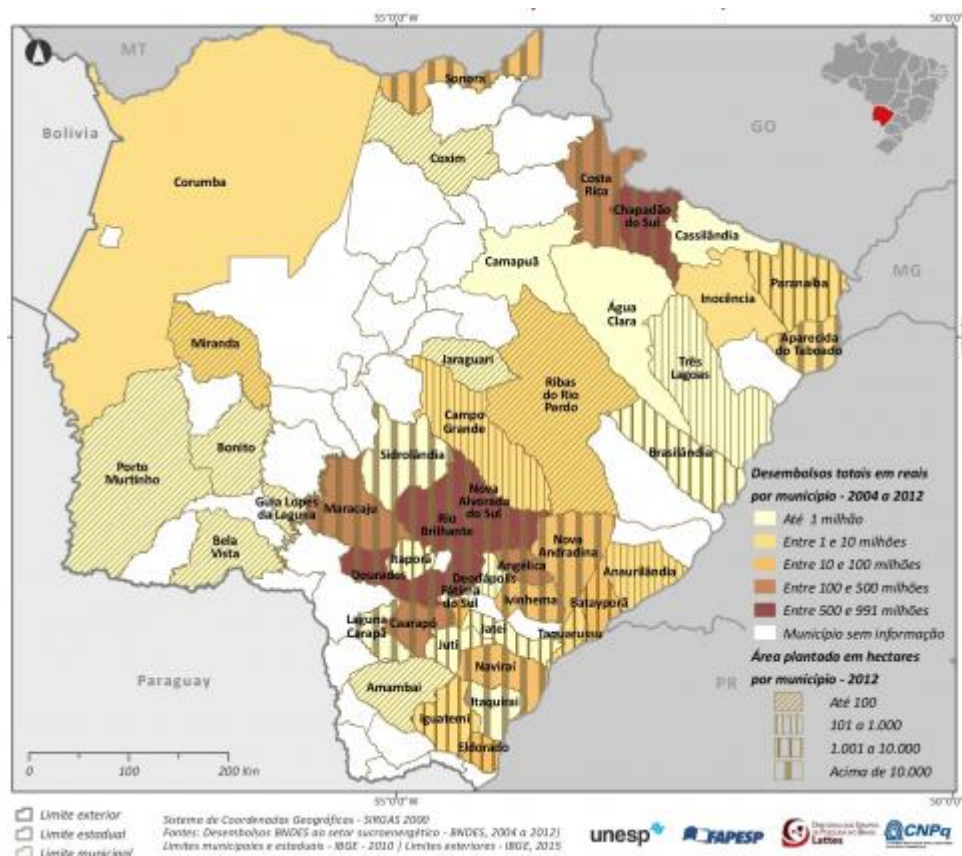 55°0'0"W
50°0'
MT
Bolivia
GO
MG
Paraguay
PR
Sonora
Coxim
Corumba
Costa
Rica
Chapadão
do Sul
Cassilândia
Camapuã
Paranaíba
Inocência
Água
Clara
Aparecida
do Taboado
Miranda
Jaraguari
Três
Lagoas
Ribas
do Rio
Pardo
Campo
Grande
Brasilândia
Bonito
Sidrolândia
Porto
Murtinho
Guia Lopes
da Laguna
Maracaju
Nova
Alvorada
do Sul
Rio
Brilhante
Bela
Vista
Nova
Andradina
Itaporã
Angélica
Anaurilândia
Dourados
Deodápolis
Fátima
do Sul
Ivinhema
Batayporã
Laguna
Carapã
Caarapó
Jateí
Taquarussu
Juti
Naviraí
Amambai
Itaquiraí
Iguatemi
Eldorado
Desembolsos totais em reais
por município - 2004 a 2012
Até 1 milhão
Entre 1 e 10 milhões
Entre 10 e 100 milhões
Entre 100 e 500 milhões
Entre 500 e 991 milhões
Município sem informação
Área plantada em hectares
por município - 2012
Até 100
101 a 1.000
1.001 a 10.000
Acima de 10.000
0 100 200 Km
55°0'0"W
50°0'
Limite exterior
Limite estadual
Limite municipal
Sistema de Coordenadas Geográficas - SIRGAS 2000
Fontes: Desembolsos BNDES ao setor sucroenergético - BNDES, 2004 a 2012)
Limites municipais e estaduais - IBGE - 2010 | Limites exteriores - IBGE, 2015
unesp
FAPESP
Lattes
CNPq